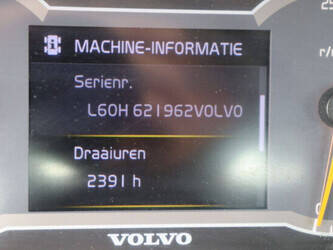 MACHINE-INFORMATIE
Serienr.
L60H 621962VOLVO
Draaiuren
2391 h
VOLVO